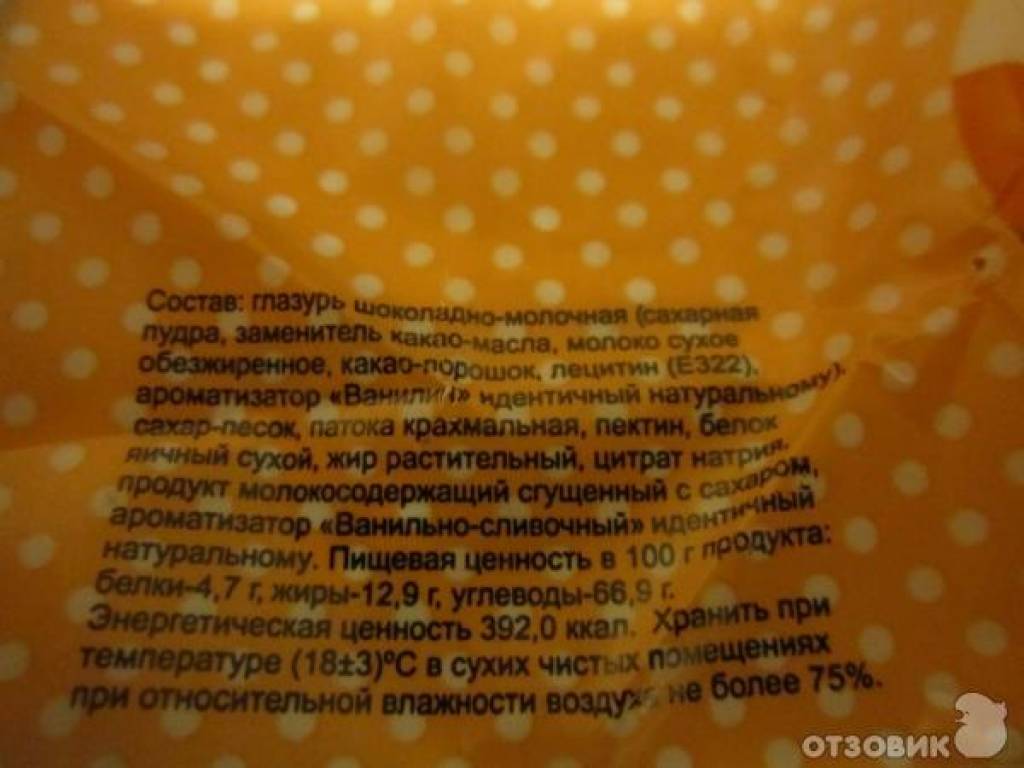 Состав: глазурь шоколадно-молочная (сахарная
пудра, заменитель какао-масла, молоко сухое
обезжиренное, какао-порошок, лецитин (Е322),
ароматизатор «Ванилин» идентичный натуральному),
сахар-песок, патока крахмальная, пектин, белок
яичный сухой, жир растительный, цитрат натрия,
продукт молокосодержащий сгущенный с сахаром,
ароматизатор «Ванильно-сливочный» идентичный
натуральному. Пищевая ценность в 100 г продукта:
белки-4,7 г, жиры-12,9 г, углеводы-66,9 г.
Энергетическая ценность 392,0 ккал. Хранить при
температуре (18±3)ºС в сухих чистых помещениях
при относительной влажности воздуха не более 75%.
ОТЗОВИК